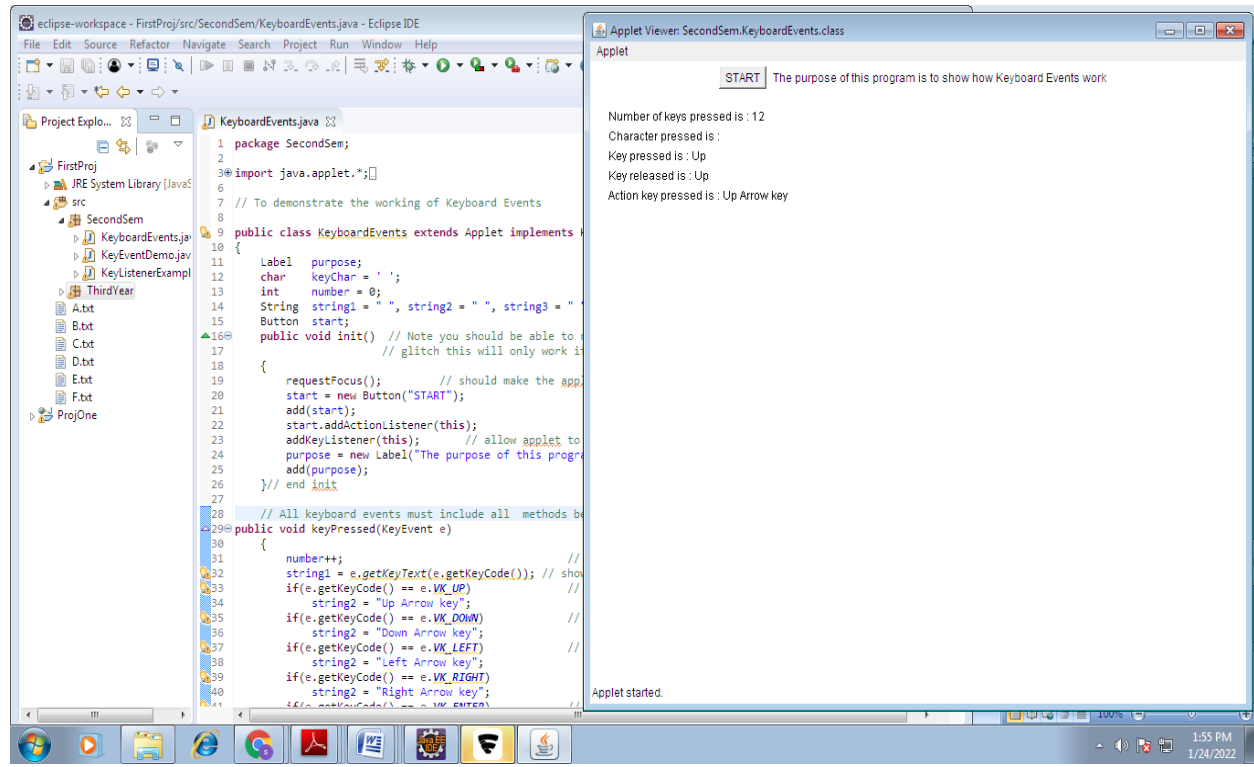 eclipse-workspace - FirstProj/src/SecondSem/KeyboardEvents.java - Eclipse IDE
File Edit Source Refactor Navigate Search Project Run Window Help
Project Explo...
FirstProj
JRE System Library [JavaS
src
SecondSem
KeyboardEvents.jav
KeyEventDemo.jav
KeyListenerExampl
ThirdYear
A.txt
B.txt
C.txt
D.txt
E.txt
F.txt
ProjOne
KeyboardEvents.java
1 package SecondSem;
2
3 import java.applet.*;
6
7 // To demonstrate the working of Keyboard Events
8
9 public class KeyboardEvents extends Applet implements
10 {
11 Label purpose;
12 char keyChar = ' ';
13 int number = 0;
14 String string1 = " ", string2 = " ", string3 = " "
15 Button start;
16 public void init() // Note you should be able to
17 // glitch this will only work
18 {
19 requestFocus(); // should make the
20 start = new Button("START");
21 add(start);
22 start.addActionListener(this);
23 addKeyListener(this); // allow applet to
24 purpose = new Label("The purpose of this
25 add(purpose);
26 }// end init
27
28 // All keyboard events must include all methods
29 public void keyPressed(KeyEvent e)
30 {
31 number++; //
32 string1 = e.getKeyText(e.getKeyCode()); //
33 if(e.getKeyCode() == e.VK_UP) //
34 string2 = "Up Arrow key";
35 if(e.getKeyCode() == e.VK_DOWN) //
36 string2 = "Down Arrow key";
37 if(e.getKeyCode() == e.VK_LEFT) //
38 string2 = "Left Arrow key";
39 if(e.getKeyCode() == e.VK_RIGHT)
40 string2 = "Right Arrow key";
41 if(e.getKeyCode() == e.VK_ENTER) //
Applet Viewer: SecondSem.KeyboardEvents.class
Applet
START The purpose of this program is to show how Keyboard Events work
Number of keys pressed is : 12
Character pressed is :
Key pressed is : Up
Key released is : Up
Action key pressed is : Up Arrow key
Applet started.
100%
Java EE
IDE
1:55 PM
1/24/2022